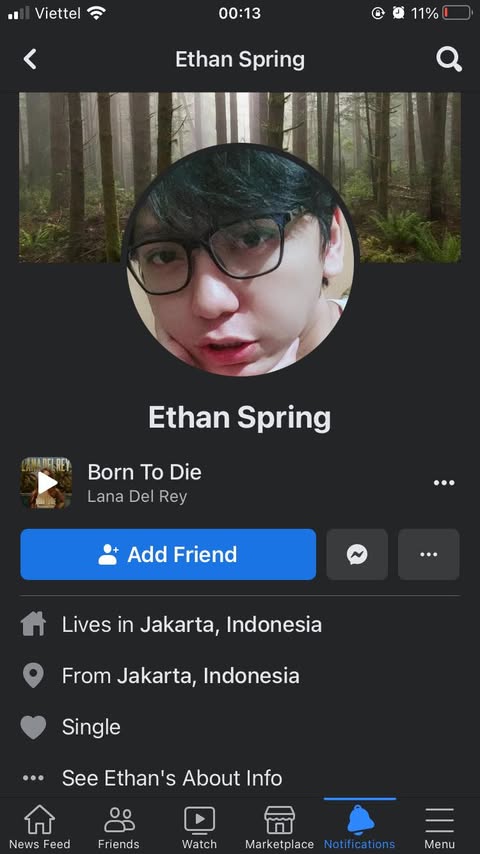 Viettel 00:13 11%
Ethan Spring
Ethan Spring
LANA DEL REY
Born To Die
Lana Del Rey
Add Friend
Lives in Jakarta, Indonesia
From Jakarta, Indonesia
Single
See Ethan's About Info
News Feed Friends Watch Marketplace Notifications Menu